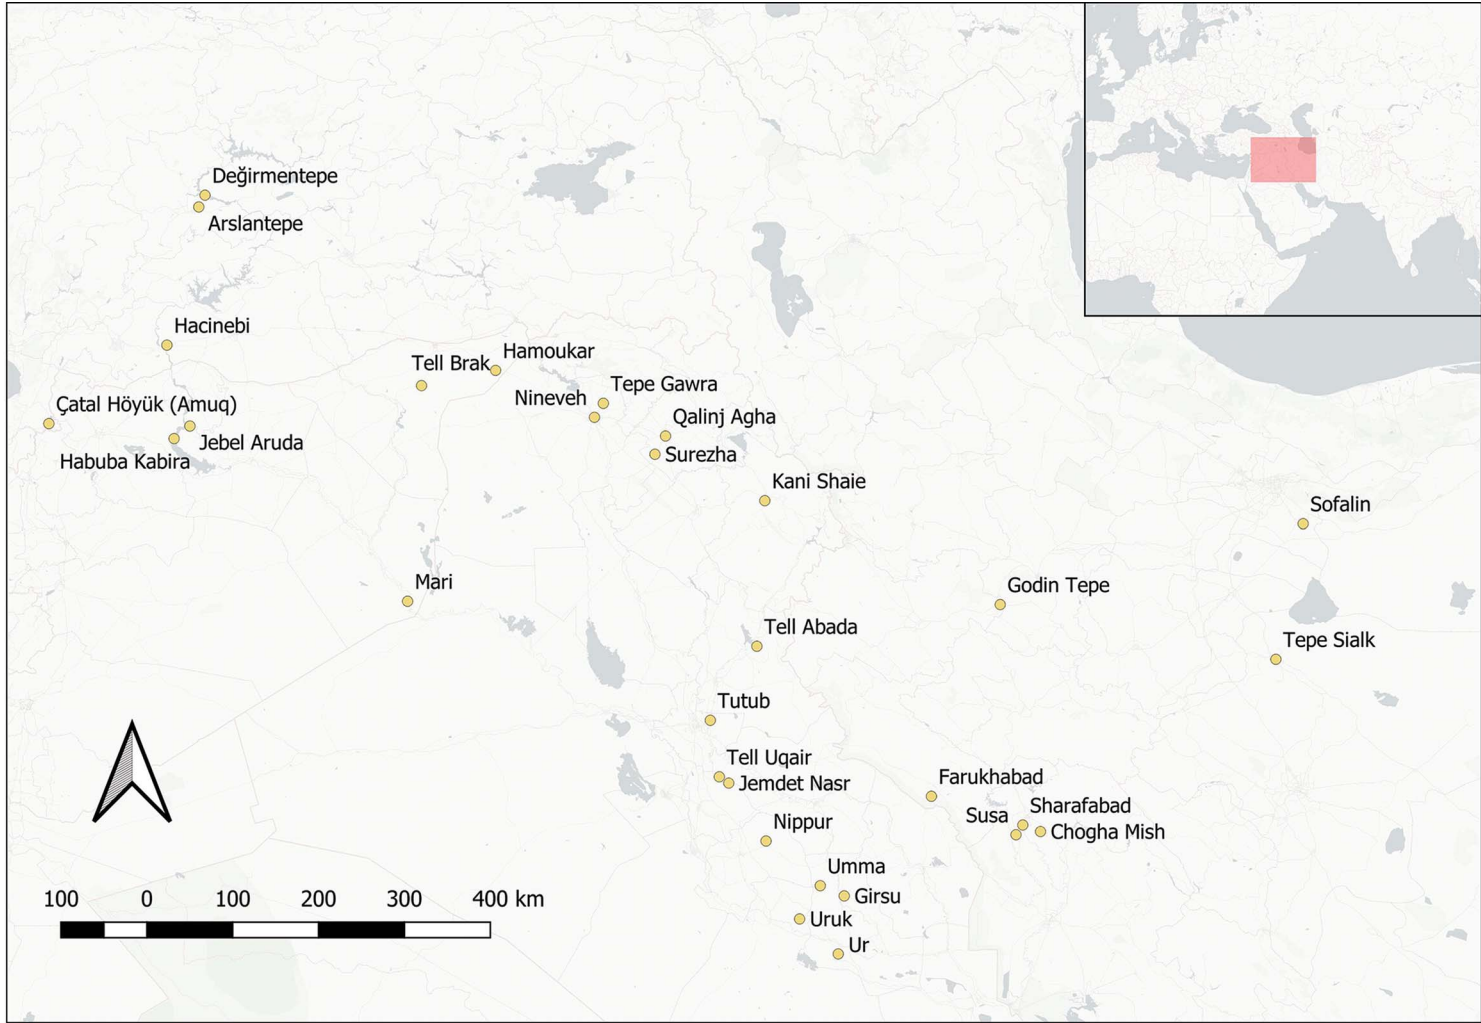 Değirmentepe
Arslantepe
Hacinebi
Tell Brak
Hamoukar
Tepe Gawra
Nineveh
Çatal Höyük (Amuq)
Qalinj Agha
Jebel Aruda
Habuba Kabira
Surezha
Kani Shaie
Sofalin
Mari
Godin Tepe
Tell Abada
Tepe Sialk
Tutub
Tell Uqair
Jemdet Nasr
Farukhabad
Sharafabad
Susa
Chogha Mish
Nippur
Umma
Girsu
Uruk
Ur
100 0 100 200 300 400 km